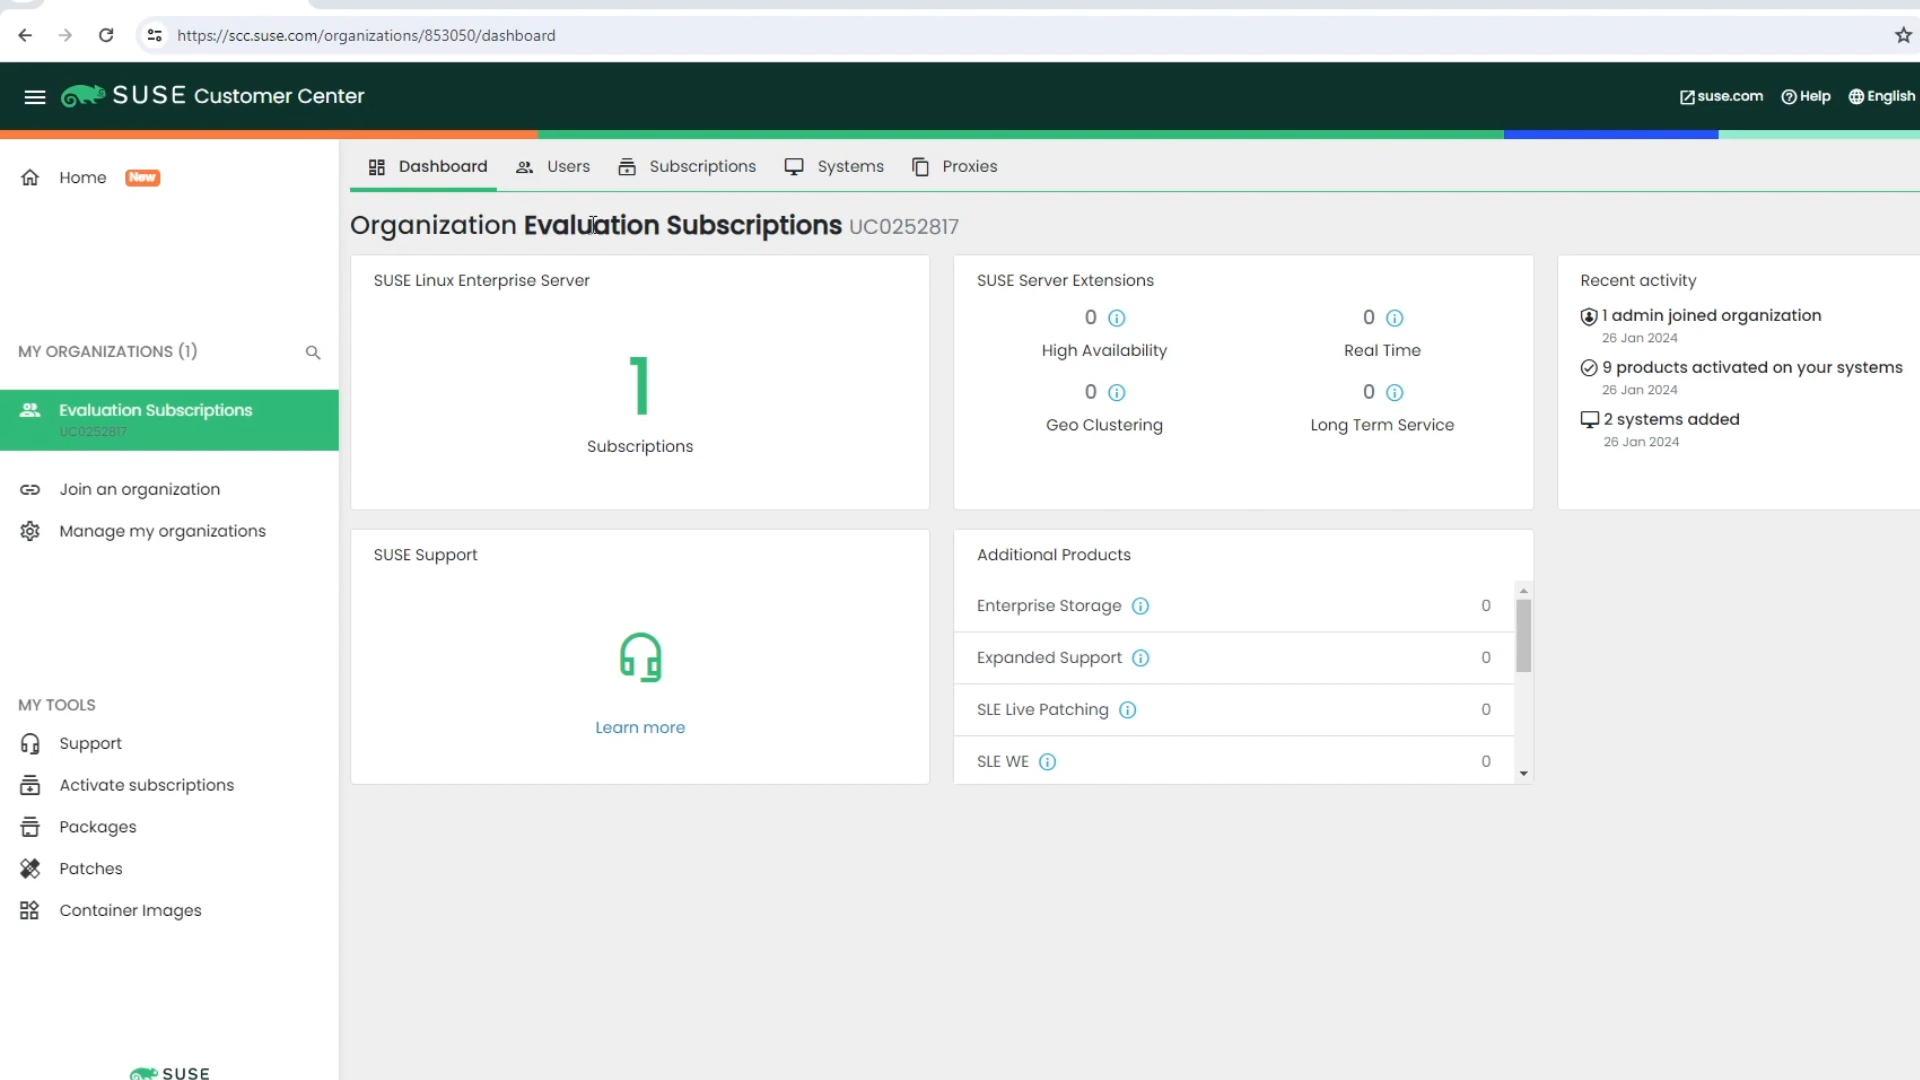 https://scc.suse.com/organizations/853050/dashboard
SUSE Customer Center
suse.com
Help
English
Home New
MY ORGANIZATIONS (1)
Evaluation Subscriptions
UC0252817
Join an organization
Manage my organizations
MY TOOLS
Support
Activate subscriptions
Packages
Patches
Container Images
SUSE
Dashboard
Users
Subscriptions
Systems
Proxies
Organization Evaluation Subscriptions UC0252817
SUSE Linux Enterprise Server
1
Subscriptions
SUSE Server Extensions
0
High Availability
0
Real Time
0
Geo Clustering
0
Long Term Service
Recent activity
1 admin joined organization
26 Jan 2024
9 products activated on your systems
26 Jan 2024
2 systems added
26 Jan 2024
SUSE Support
Learn more
Additional Products
Enterprise Storage 0
Expanded Support 0
SLE Live Patching 0
SLE WE 0